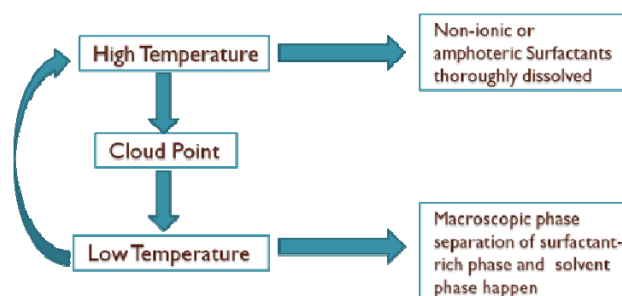 High Temperature
Non-ionic or
amphoteric Surfactants
thoroughly dissolved
Cloud Point
Low Temperature
Macroscopic phase
separation of surfactant-
rich phase and solvent
phase happen